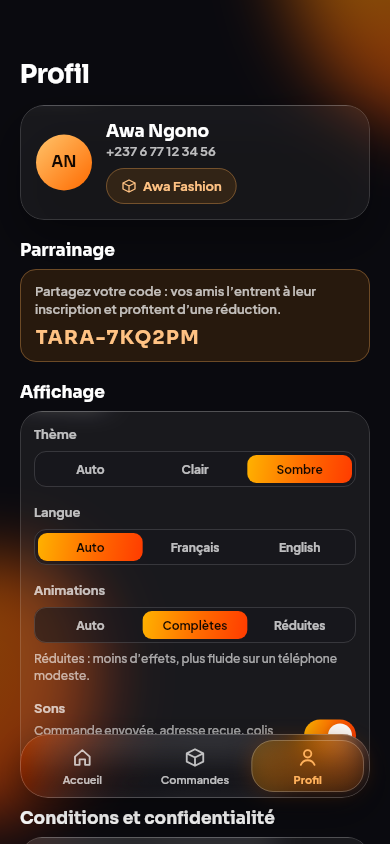 Profil
AN
Awa Ngono
+237 6 77 12 34 56
Awa Fashion
Parrainage
Partagez votre code : vos amis l'entrent à leur
inscription et profitent d'une réduction.
TARA-7KQ2PM
Affichage
Thème
Auto Clair Sombre
Langue
Auto Français English
Animations
Auto Complètes Réduites
Réduites : moins d'effets, plus fluide sur un téléphone
modeste.
Sons
Commande envoyée, adresse reçue, colis
Accueil Commandes Profil
Conditions et confidentialité